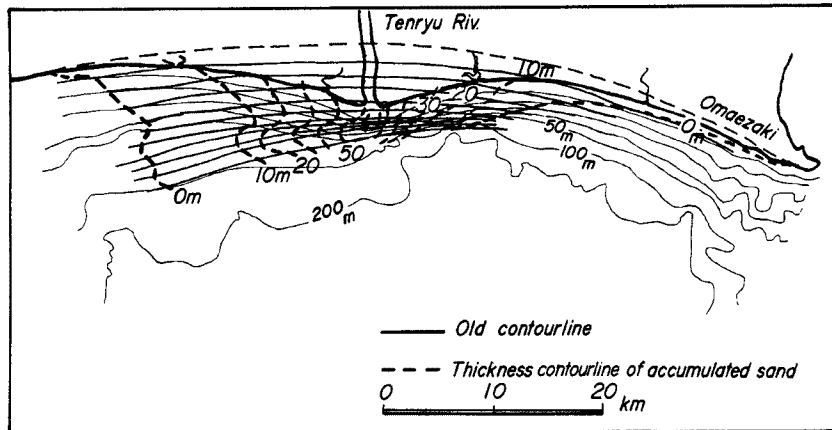 Tenryu Riv.
10m
20
30
Omaezaki
0m
50m
100m
50
20
10m
0m
200m
Old contourline
Thickness contourline of accumulated sand
0 10 20
km